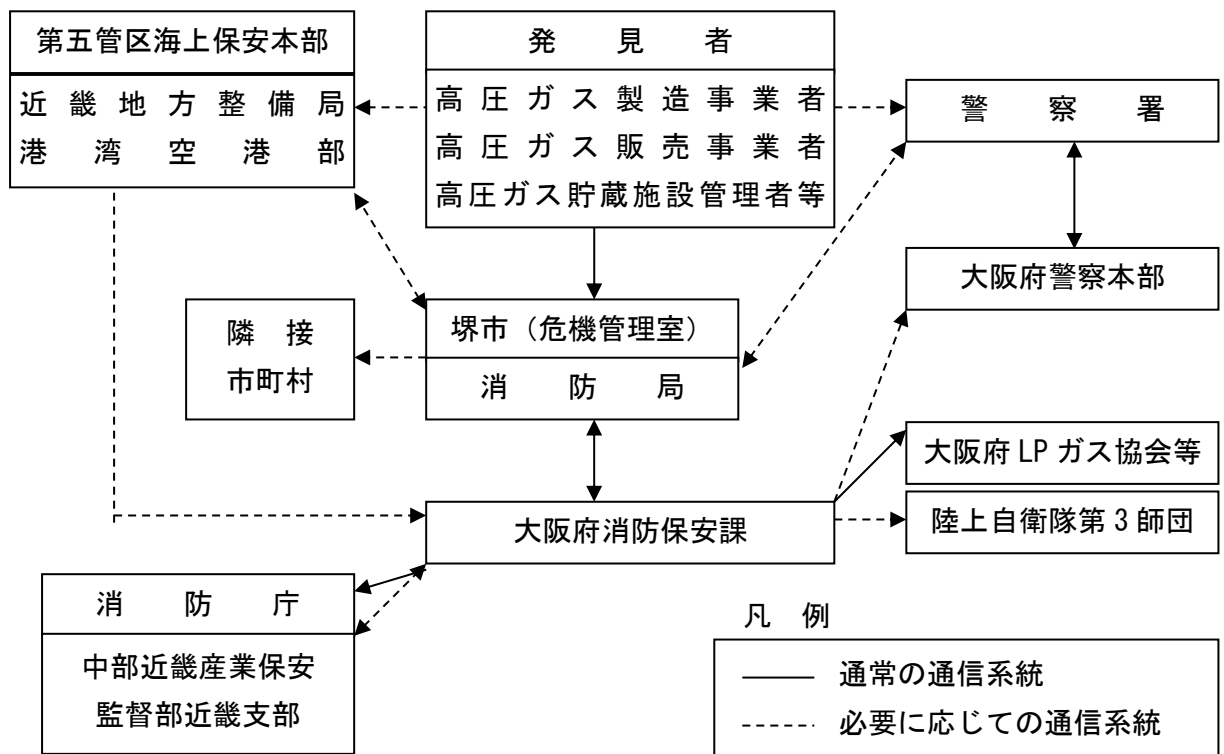 第五管区海上保安本部
近畿地方整備局
港湾空港部
発見者
高圧ガス製造事業者
高圧ガス販売事業者
高圧ガス貯蔵施設管理者等
警察署
大阪府警察本部
隣接
市町村
堺市（危機管理室）
消防局
大阪府LPガス協会等
陸上自衛隊第3師団
大阪府消防保安課
消防庁
中部近畿産業保安
監督部近畿支部
凡例
通常の通信系統
必要に応じての通信系統